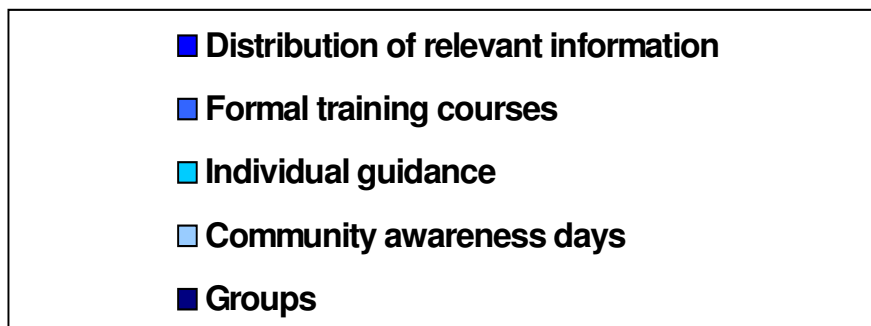 Distribution of relevant information
Formal training courses
Individual guidance
Community awareness days
Groups